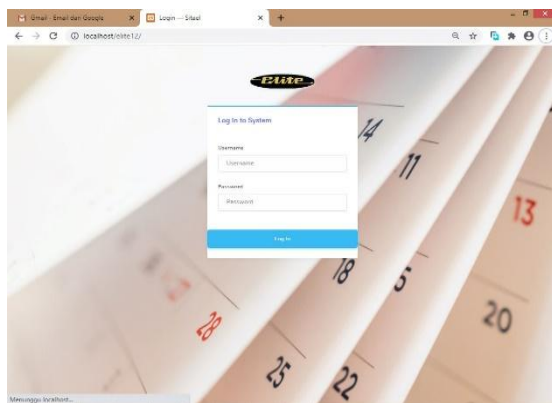 Gmail - Email dari Google
Login — Sitael
localhost/elite12/
Elite
Log In to System
Username
Username
Password
Password
Log In
14
11
13
18
5
20
28
25
22
Menunggu localhost...